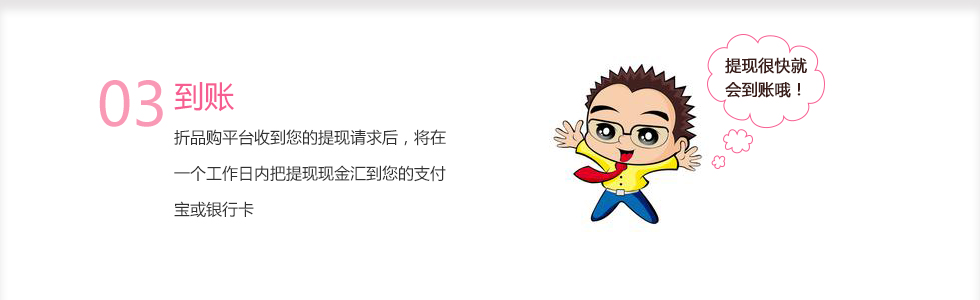 03 到账
折品购平台收到您的提现请求后，将在
一个工作日内把提现现金汇到您的支付
宝或银行卡
提现很快就
会到账哦！